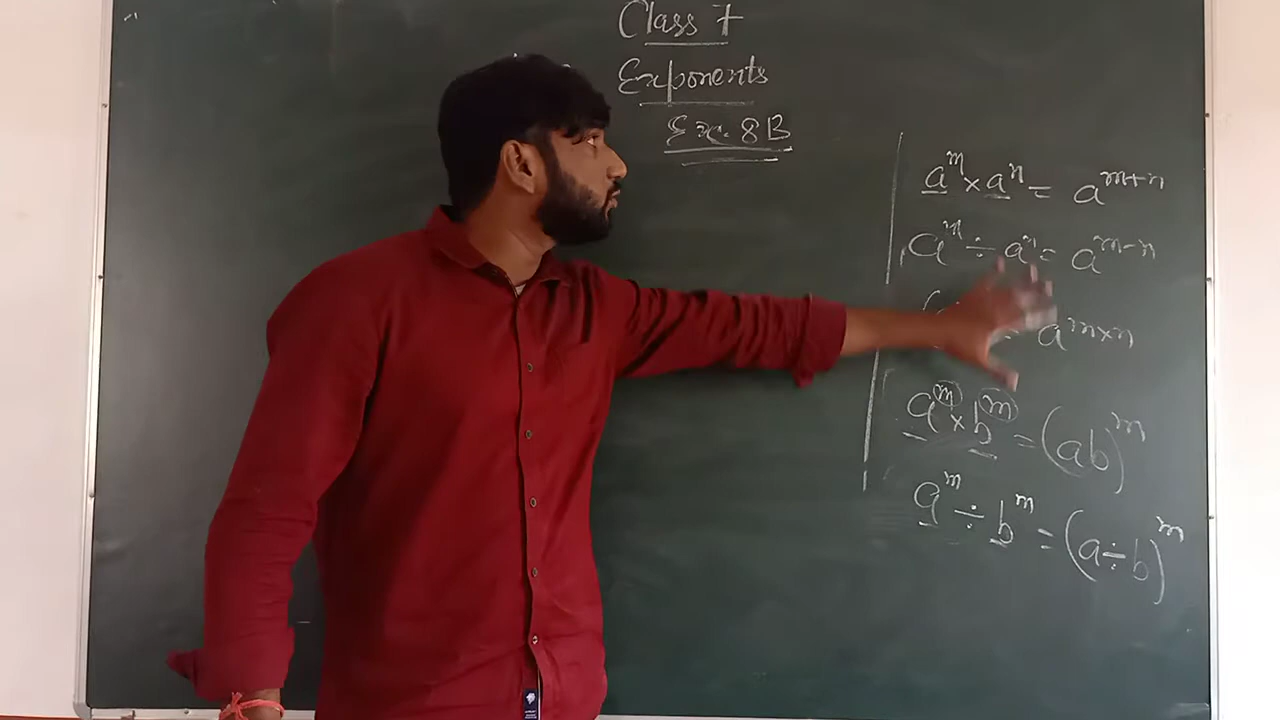 Class 7
Exponents
Ex. 8B
a^m × a^n = a^{m+n}
a^m ÷ a^n = a^{m-n}
( = a^{m×n}
a^m × b^m = (ab)^m
a^m ÷ b^m = (a÷b)^m